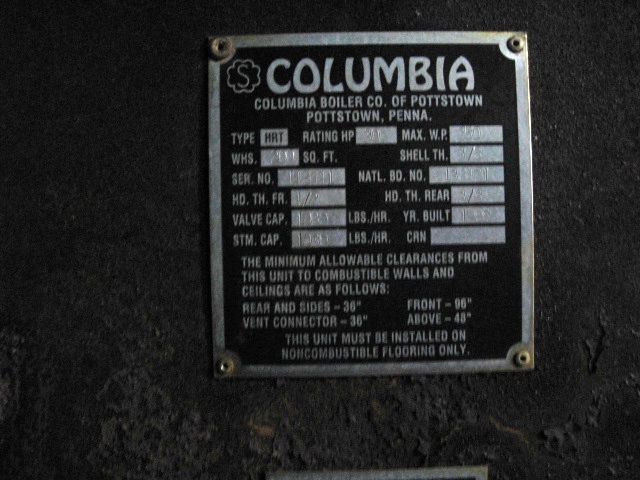 S COLUMBIA
COLUMBIA BOILER CO. OF POTTSTOWN
POTTSTOWN, PENNA.
TYPE HRT RATING HP MAX. W.P.
WHS. SQ. FT. SHELL TH.
SER. NO. NATL. BD. NO.
HD. TH. FR. HD. TH. REAR
VALVE CAP. LBS./HR. YR. BUILT
STM. CAP. LBS./HR. CRN
THE MINIMUM ALLOWABLE CLEARANCES FROM
THIS UNIT TO COMBUSTIBLE WALLS AND
CEILINGS ARE AS FOLLOWS:
REAR AND SIDES - 36" FRONT - 96"
VENT CONNECTOR - 36" ABOVE - 48"
THIS UNIT MUST BE INSTALLED ON
NONCOMBUSTIBLE FLOORING ONLY.